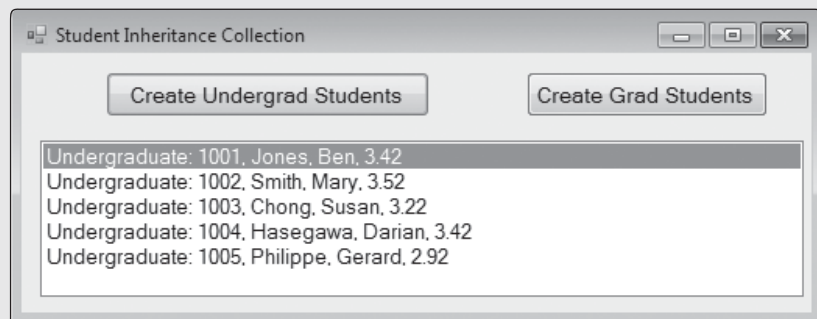 Student Inheritance Collection
Create Undergrad Students
Create Grad Students
Undergraduate: 1001, Jones, Ben, 3.42
Undergraduate: 1002, Smith, Mary, 3.52
Undergraduate: 1003, Chong, Susan, 3.22
Undergraduate: 1004, Hasegawa, Darian, 3.42
Undergraduate: 1005, Philippe, Gerard, 2.92